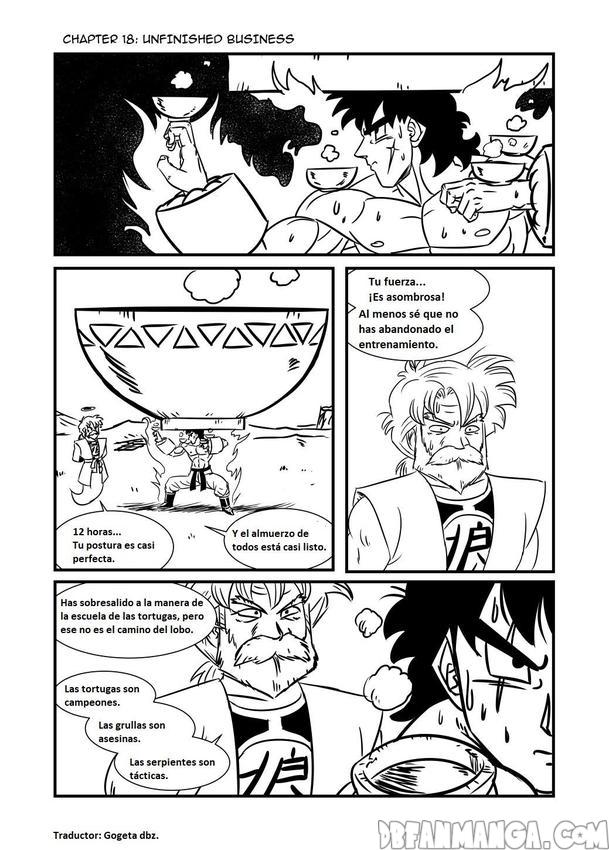 CHAPTER 18: UNFINISHED BUSINESS
12 horas...
Tu postura es casi
perfecta.
Y el almuerzo de
todos está casi listo.
Tu fuerza...
¡Es asombrosa!
Al menos sé que no
has abandonado el
entrenamiento.
狼
Has sobresalido a la manera de
la escuela de las tortugas, pero
ese no es el camino del lobo.
Las tortugas son
campeones.
Las grullas son
asesinas.
Las serpientes son
tácticas.
狼
Traductor: Gogeta dbz.
DBFANMANGA.COM